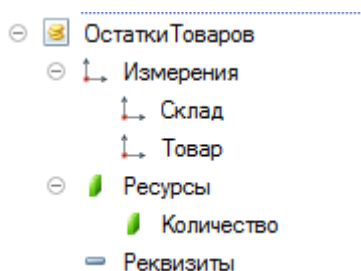 ОстаткиТоваров
Измерения
Склад
Товар
Ресурсы
Количество
Реквизиты